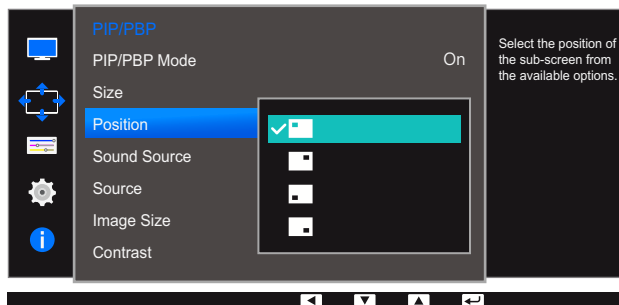 PIP/PBP
PIP/PBP Mode On
Size
Position
Sound Source
Source
Image Size
Contrast
Select the position of
the sub-screen from
the available options.